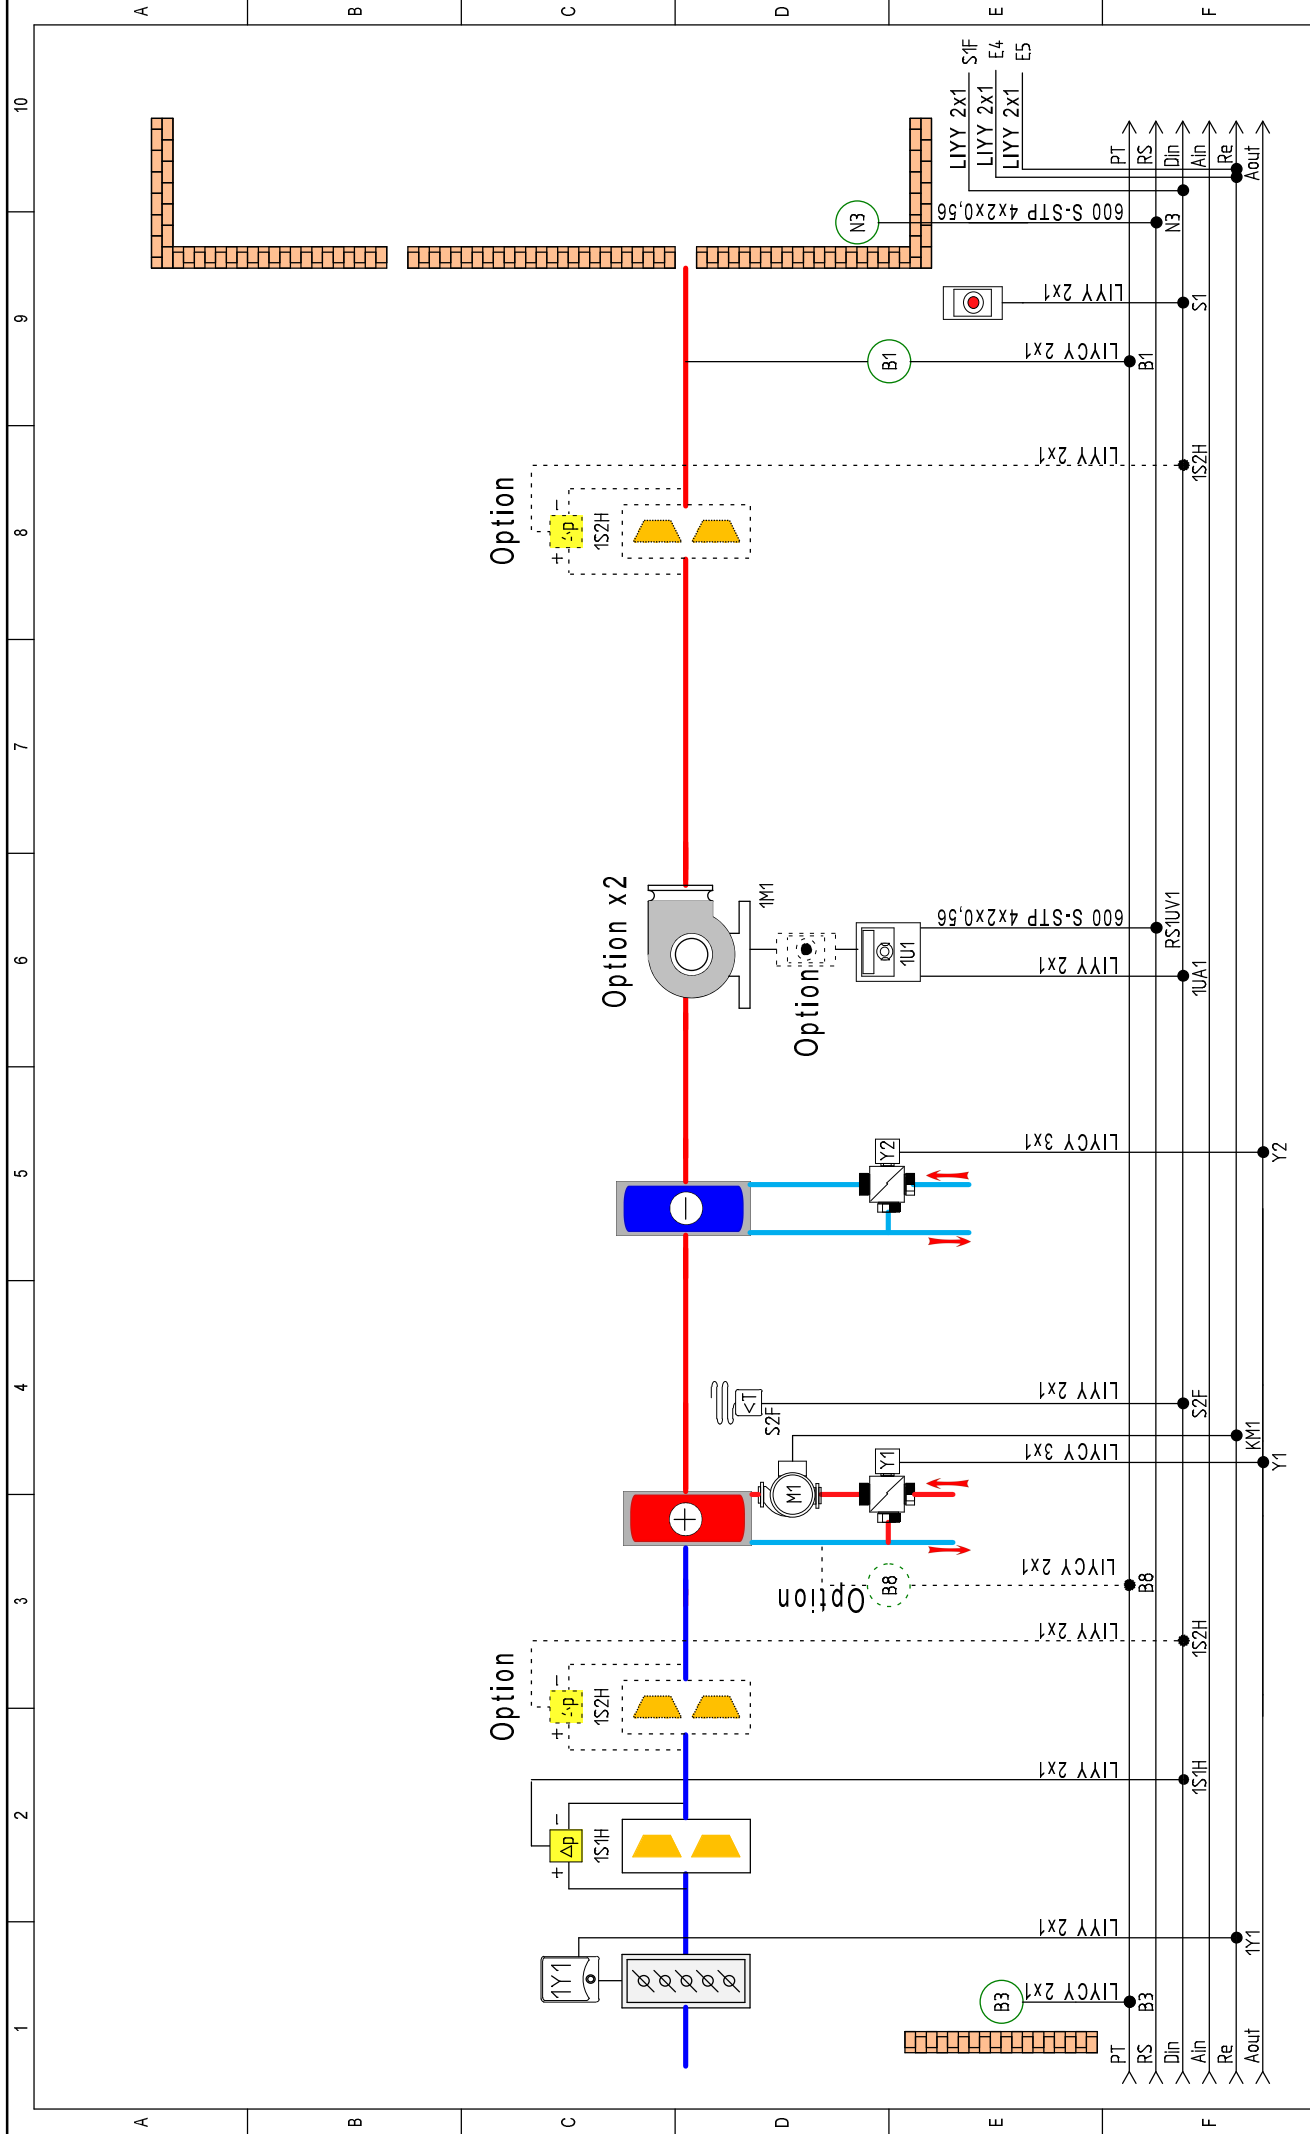 1 2 3 4 5 6 7 8 9 10
A A
B B
C C
D D
E E
F F
Option
Option
Option x2
+ Δp −
1S1H
+ −
1S2H
+ −
1S2H
1Y1
1M1
Option
1U1
<T
S2F
M1
Y1
Y2
Option
B8
B3
B1
N3
LIYCY 2x1
LIYY 2x1
LIYY 2x1
LIYY 2x1
LIYCY 2x1
LIYCY 3x1
LIYY 2x1
LIYCY 3x1
LIYY 2x1
600 S-STP 4x2x0,56
LIYY 2x1
LIYCY 2x1
LIYY 2x1
600 S-STP 4x2x0,56
LIYY 2x1 S1F
LIYY 2x1 E4
LIYY 2x1 E5
PT PT
RS RS
Din Din
Ain Ain
Re Re
Aout Aout
B3
1Y1
1S1H
1S2H
B8
Y1
KM1
S2F
Y2
1UA1
RS1UV1
1S2H
B1
S1
N3